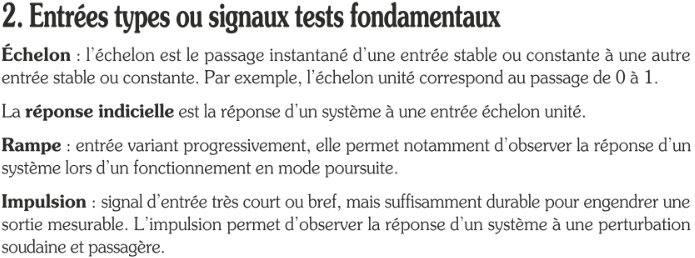 2. Entrées types ou signaux tests fondamentaux
Échelon : l'échelon est le passage instantané d'une entrée stable ou constante à une autre
entrée stable ou constante. Par exemple, l'échelon unité correspond au passage de 0 à 1.
La réponse indicielle est la réponse d'un système à une entrée échelon unité.
Rampe : entrée variant progressivement, elle permet notamment d'observer la réponse d'un
système lors d'un fonctionnement en mode poursuite.
Impulsion : signal d'entrée très court ou bref, mais suffisamment durable pour engendrer une
sortie mesurable. L'impulsion permet d'observer la réponse d'un système à une perturbation
soudaine et passagère.